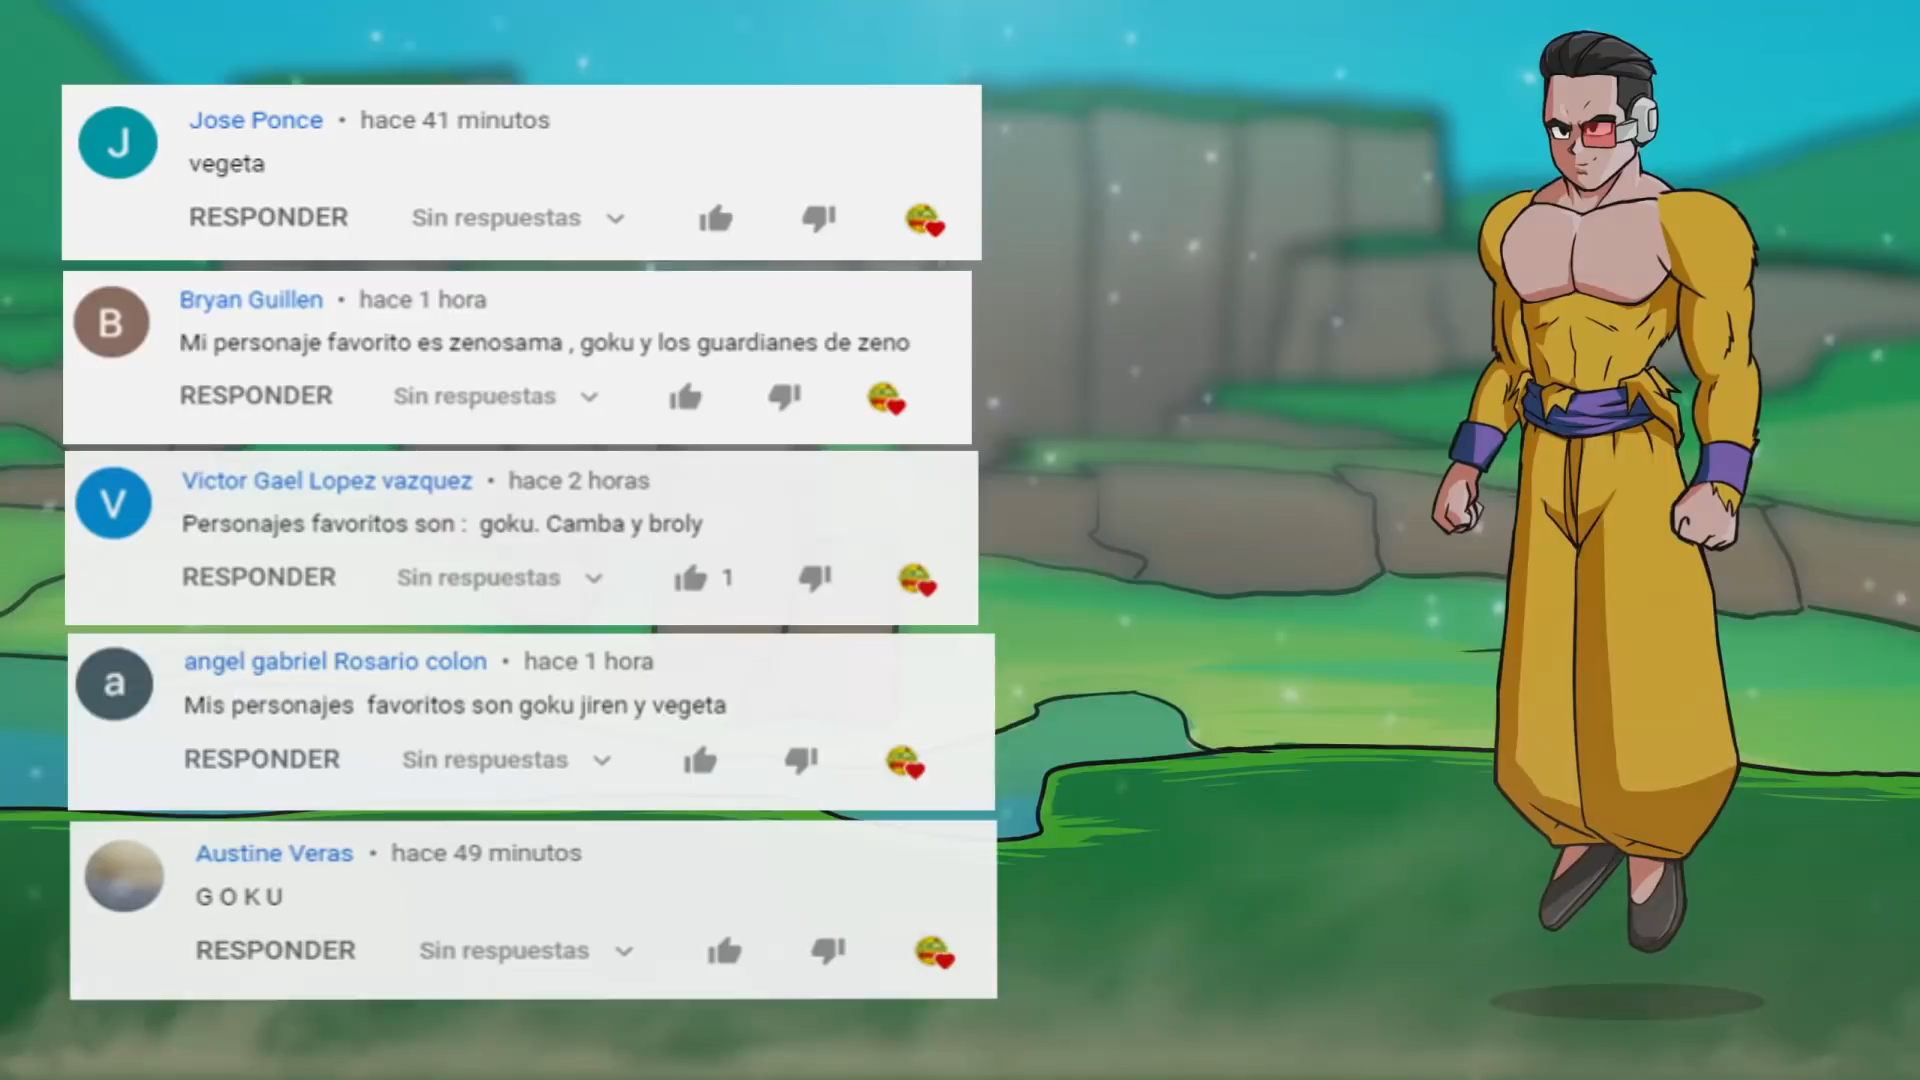 J
Jose Ponce • hace 41 minutos
vegeta
RESPONDER Sin respuestas
B
Bryan Guillen • hace 1 hora
Mi personaje favorito es zenosama , goku y los guardianes de zeno
RESPONDER Sin respuestas
V
Victor Gael Lopez vazquez • hace 2 horas
Personajes favoritos son : goku. Camba y broly
RESPONDER Sin respuestas 1
a
angel gabriel Rosario colon • hace 1 hora
Mis personajes favoritos son goku jiren y vegeta
RESPONDER Sin respuestas
Austine Veras • hace 49 minutos
G O K U
RESPONDER Sin respuestas